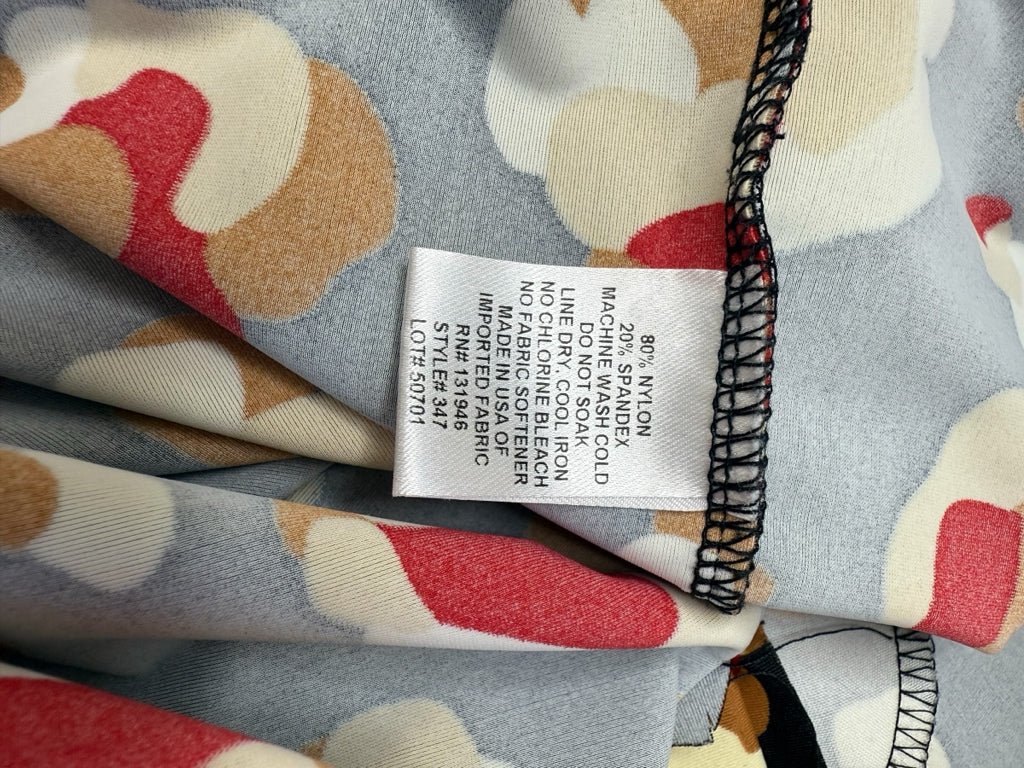 80% NYLON
20% SPANDEX
MACHINE WASH COLD
DO NOT SOAK
LINE DRY, COOL IRON
NO CHLORINE BLEACH
NO FABRIC SOFTENER
MADE IN USA OF
IMPORTED FABRIC
RN# 131946
STYLE# 347
LOT# 50701